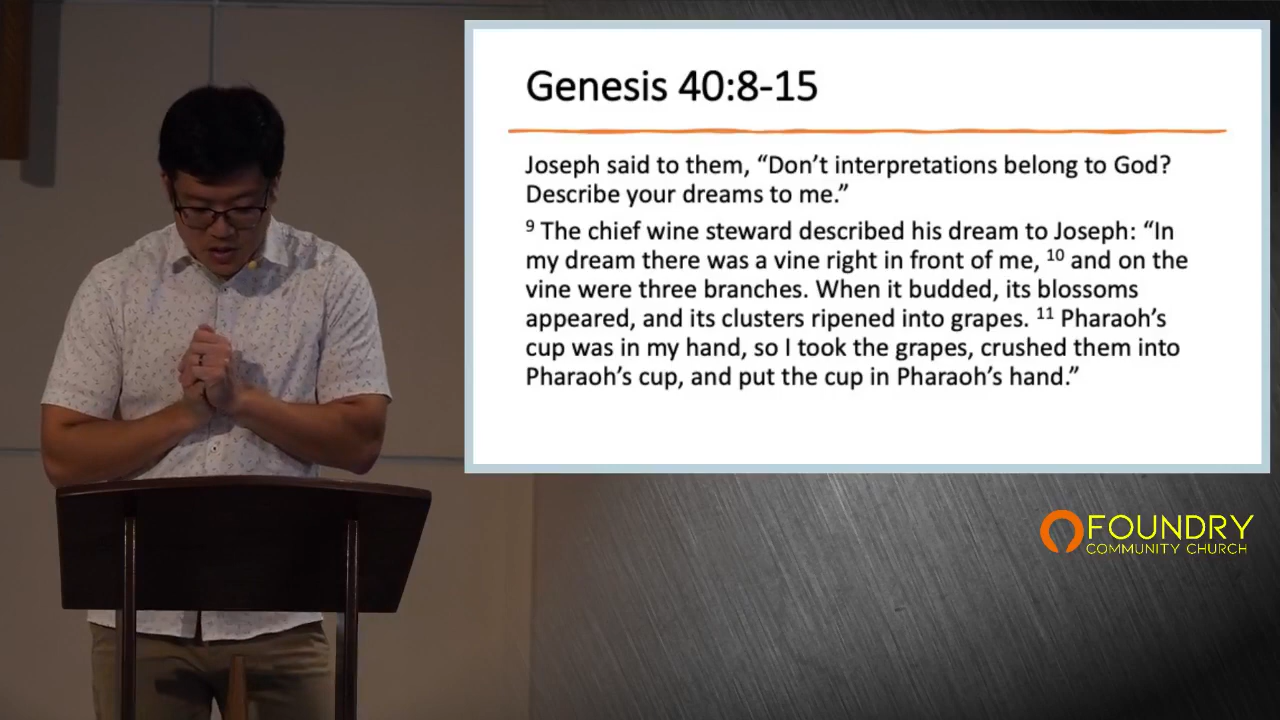 Genesis 40:8-15
Joseph said to them, “Don’t interpretations belong to God?
Describe your dreams to me.”
⁹ The chief wine steward described his dream to Joseph: “In
my dream there was a vine right in front of me, ¹⁰ and on the
vine were three branches. When it budded, its blossoms
appeared, and its clusters ripened into grapes. ¹¹ Pharaoh’s
cup was in my hand, so I took the grapes, crushed them into
Pharaoh’s cup, and put the cup in Pharaoh’s hand.”
FOUNDRY
COMMUNITY CHURCH